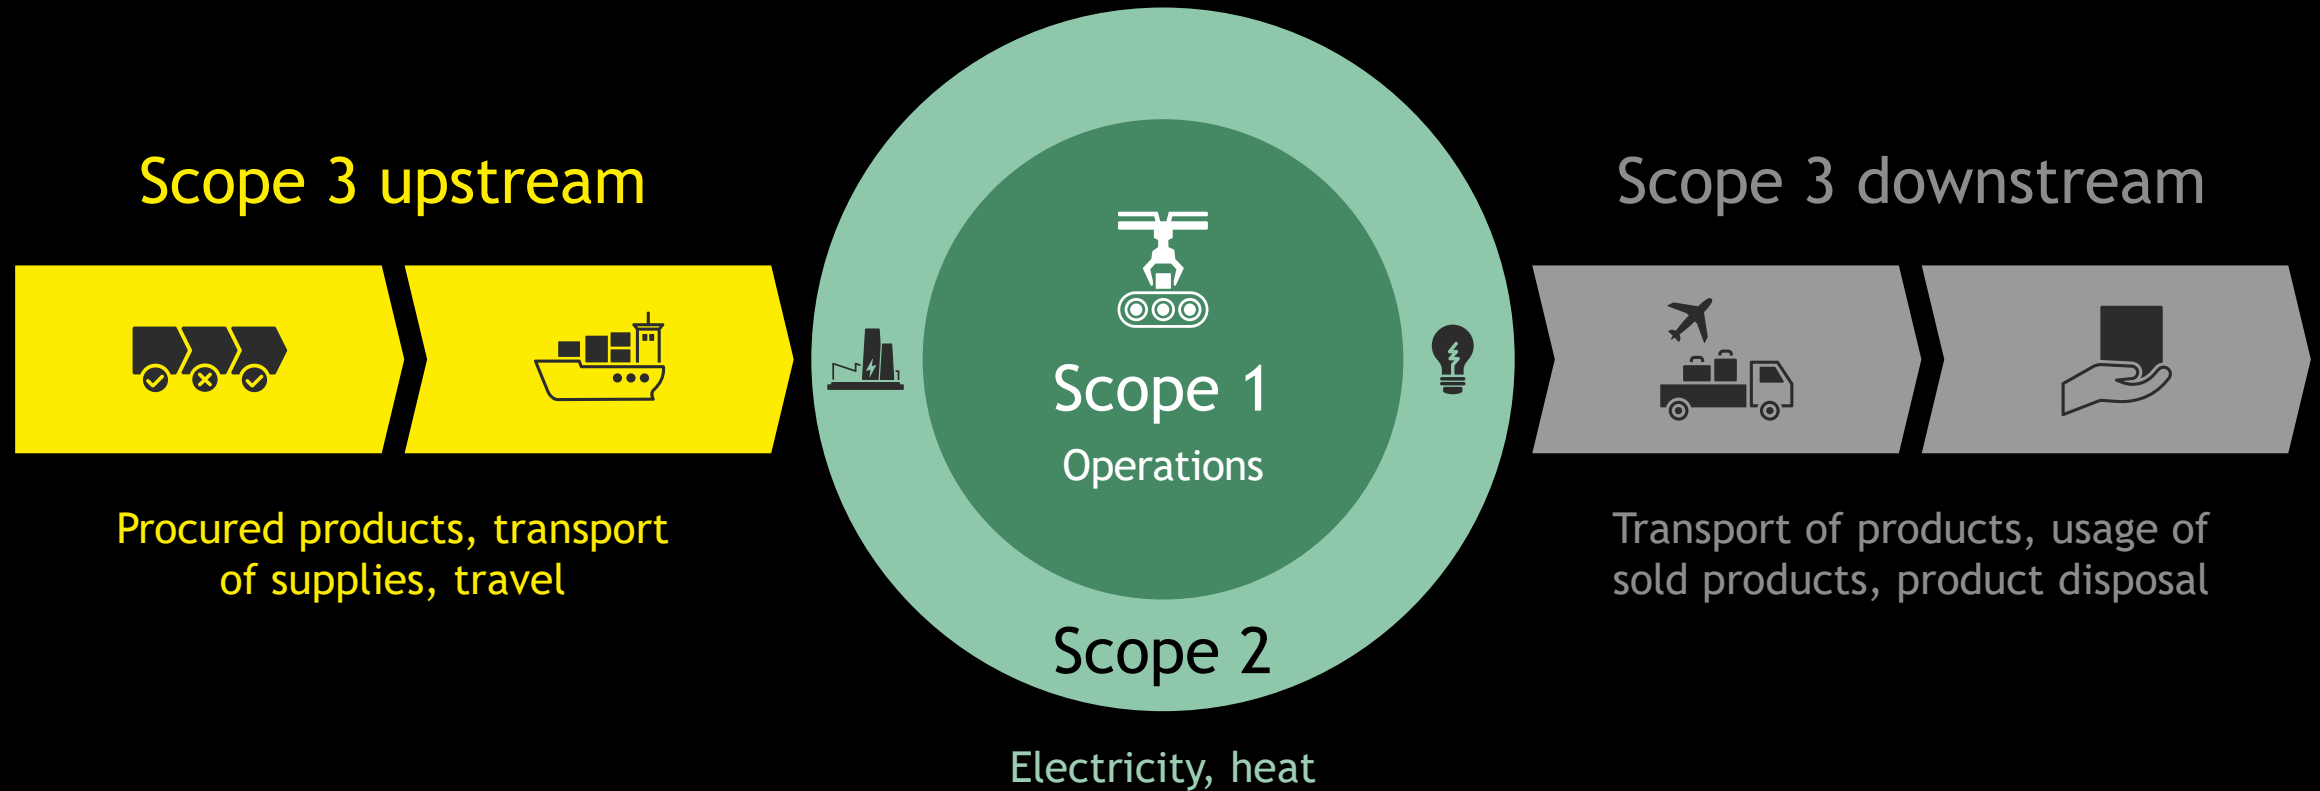 Scope 3 upstream
Procured products, transport
of supplies, travel
Scope 1
Operations
Scope 2
Electricity, heat
Scope 3 downstream
Transport of products, usage of
sold products, product disposal